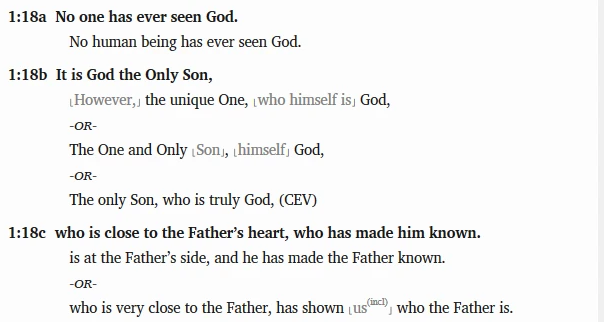 1:18a No one has ever seen God.
No human being has ever seen God.
1:18b It is God the Only Son,
⌊However,⌋ the unique One, ⌊who himself is⌋ God,
-OR-
The One and Only ⌊Son⌋, ⌊himself⌋ God,
-OR-
The only Son, who is truly God, (CEV)
1:18c who is close to the Father’s heart, who has made him known.
is at the Father’s side, and he has made the Father known.
-OR-
who is very close to the Father, has shown ⌊us(incl)⌋ who the Father is.